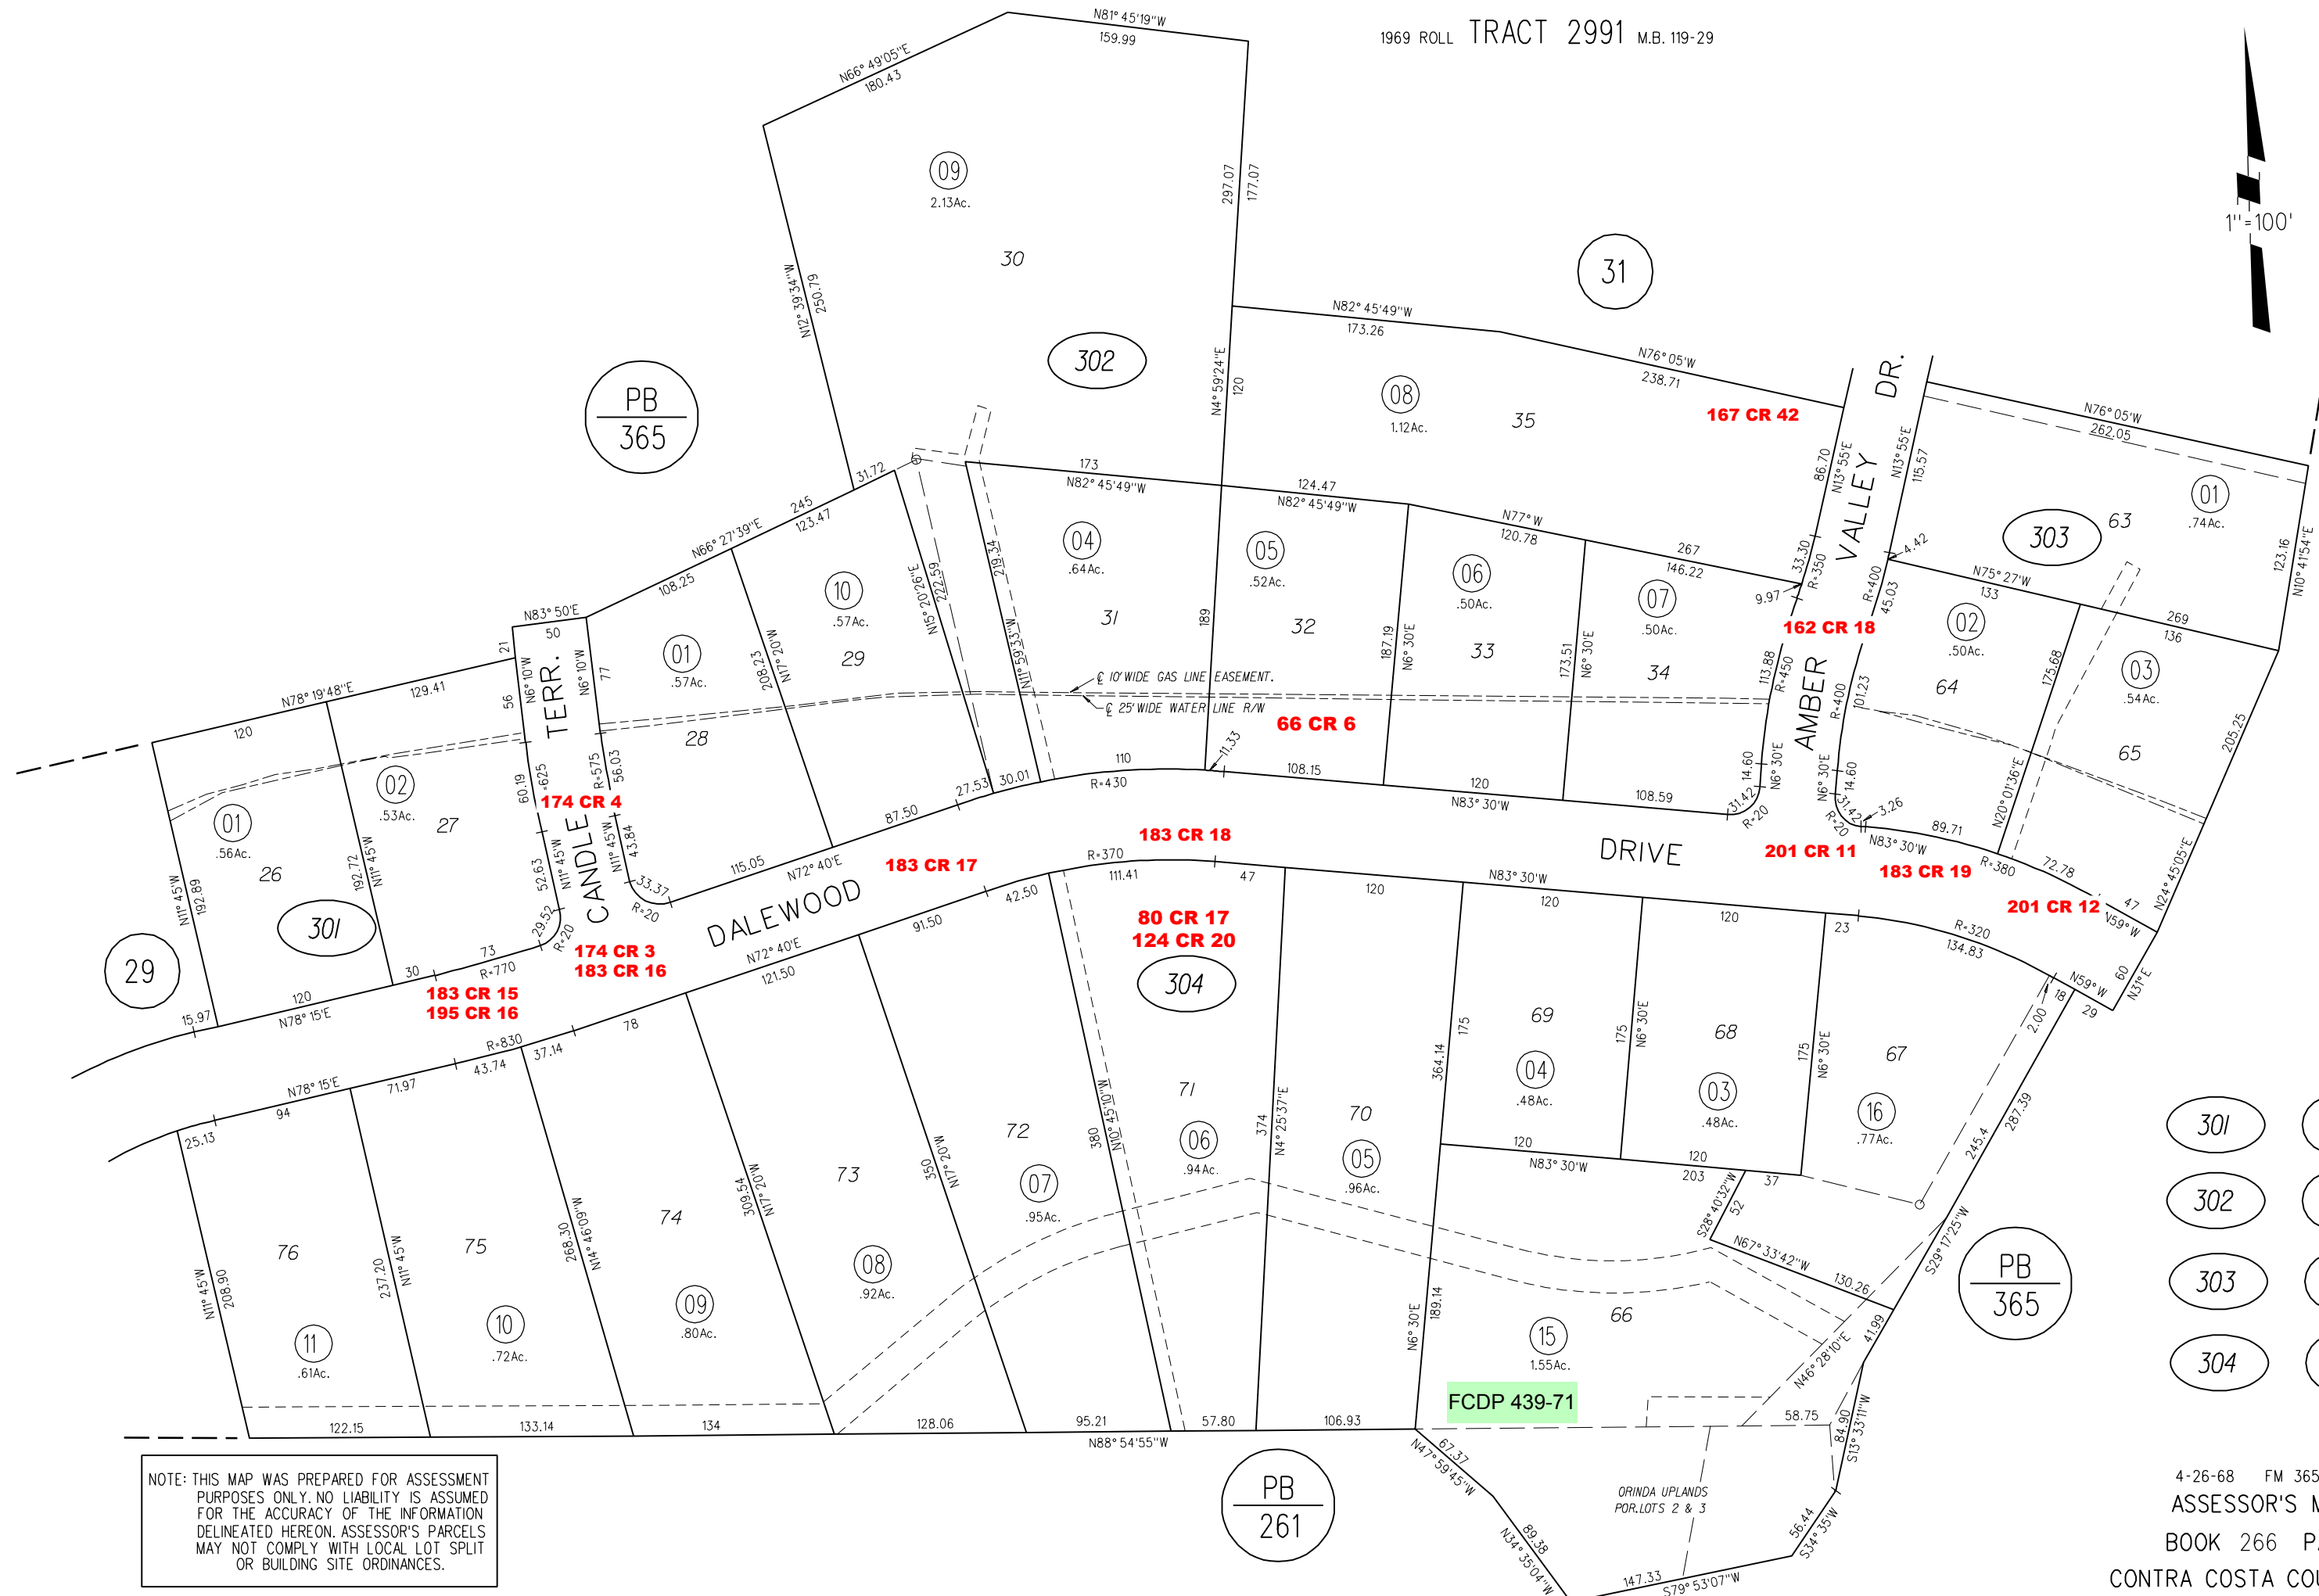 1969 ROLL TRACT 2991 M.B. 119-29
N81° 45'19"W
159.99
N66° 49'05"E
180.43
1"=100'
09
2.13Ac.
30
297.07
177.07
N12° 39'34"W
250.79
31
302
PB
365
N82° 45'49"W
173.26
N76° 05'W
238.71
N4° 59'24"E
120
08
1.12Ac.
35
167 CR 42
AMBER VALLEY DR.
86.70
N13° 55'E
N13° 55'E
115.57
N76° 05'W
262.05
01
.74Ac.
63
303
123.16
N10° 41'54"E
31.72
245
123.47
N66° 27'39"E
108.25
173
N82° 45'49"W
124.47
N82° 45'49"W
N77° W
120.78
267
146.22
33.30
R=350
9.97
4.42
R=400
45.03
N75° 27'W
133
269
136
04
.64Ac.
31
05
.52Ac.
32
06
.50Ac.
33
07
.50Ac.
34
162 CR 18
02
.50Ac.
64
03
.54Ac.
65
10
.57Ac.
29
01
.57Ac.
28
N83° 50'E
50
21
N6° 10'W
56
N6° 10'W
77
CANDLE TERR.
208.23
N17° 20'W
N15° 20'26"E
222.59
219.34
N11° 59'33"W
189
187.19
N6° 30'E
173.51
N6° 30'E
113.88
R=450
R=400
101.23
175.68
N20° 01'36"E
205.25
N24° 45'05"E
℄ 10' WIDE GAS LINE EASEMENT.
℄ 25' WIDE WATER LINE R/W
66 CR 6
N78° 19'48"E
129.41
120
01
.56Ac.
26
02
.53Ac.
27
N11° 45'W
192.89
192.72
N11° 45'W
60.19
R=625
R=575
56.03
174 CR 4
52.63
N11° 45'W
N11° 45'W
43.84
33.37
R=20
29.52
R=20
301
29
15.97
120
N78° 15'E
30
73
R=770
174 CR 3
183 CR 16
183 CR 15
195 CR 16
115.05
N72° 40'E
87.50
27.53
30.01
110
R=430
11.33
108.15
120
N83° 30'W
108.59
31.42
R=20
14.60
N6° 30'E
N6° 30'E
14.60
31.42
R=20
3.26
N83° 30'W
89.71
R=380
72.78
47
N59° W
DALEWOOD DRIVE
183 CR 17
183 CR 18
201 CR 11
183 CR 19
201 CR 12
R=370
111.41
47
120
N83° 30'W
120
120
23
R=320
134.83
N59° W
18
29
60
N31° E
2.00
80 CR 17
124 CR 20
304
42.50
91.50
N72° 40'E
121.50
78
37.14
R=830
43.74
71.97
N78° 15'E
94
25.13
N11° 45'W
208.90
76
11
.61Ac.
237.20
N11° 45'W
75
10
.72Ac.
268.30
N14° 46'09"W
74
09
.80Ac.
309.54
N17° 20'W
73
08
.92Ac.
350
N17° 20'W
72
07
.95Ac.
380
N10° 45'10"W
71
06
.94Ac.
374
N4° 25'37"E
70
05
.96Ac.
364.14
175
69
04
.48Ac.
175
N6° 30'E
68
03
.48Ac.
175
N6° 30'E
67
16
.77Ac.
120
N83° 30'W
120
203
37
S28° 40'32"W
52
N67° 33'42"W
130.26
245.4
287.39
S29° 17'25"W
41.99
PB
365
66
15
1.55Ac.
N6° 30'E
189.14
N46° 28'10"E
FCDP 439-71
58.75
84.90
S13° 33'11"W
122.15
133.14
134
128.06
95.21
57.80
106.93
N88° 54'55"W
67.37
N47° 59'45"W
89.38
N34° 35'04"W
ORINDA UPLANDS
POR.LOTS 2 & 3
147.33
S79° 53'07"W
56.44
S34° 35'W
PB
261
NOTE: THIS MAP WAS PREPARED FOR ASSESSMENT
PURPOSES ONLY. NO LIABILITY IS ASSUMED
FOR THE ACCURACY OF THE INFORMATION
DELINEATED HEREON. ASSESSOR'S PARCELS
MAY NOT COMPLY WITH LOCAL LOT SPLIT
OR BUILDING SITE ORDINANCES.
301
302
303
304
4-26-68 FM 365
ASSESSOR'S M
BOOK 266 PA
CONTRA COSTA COU